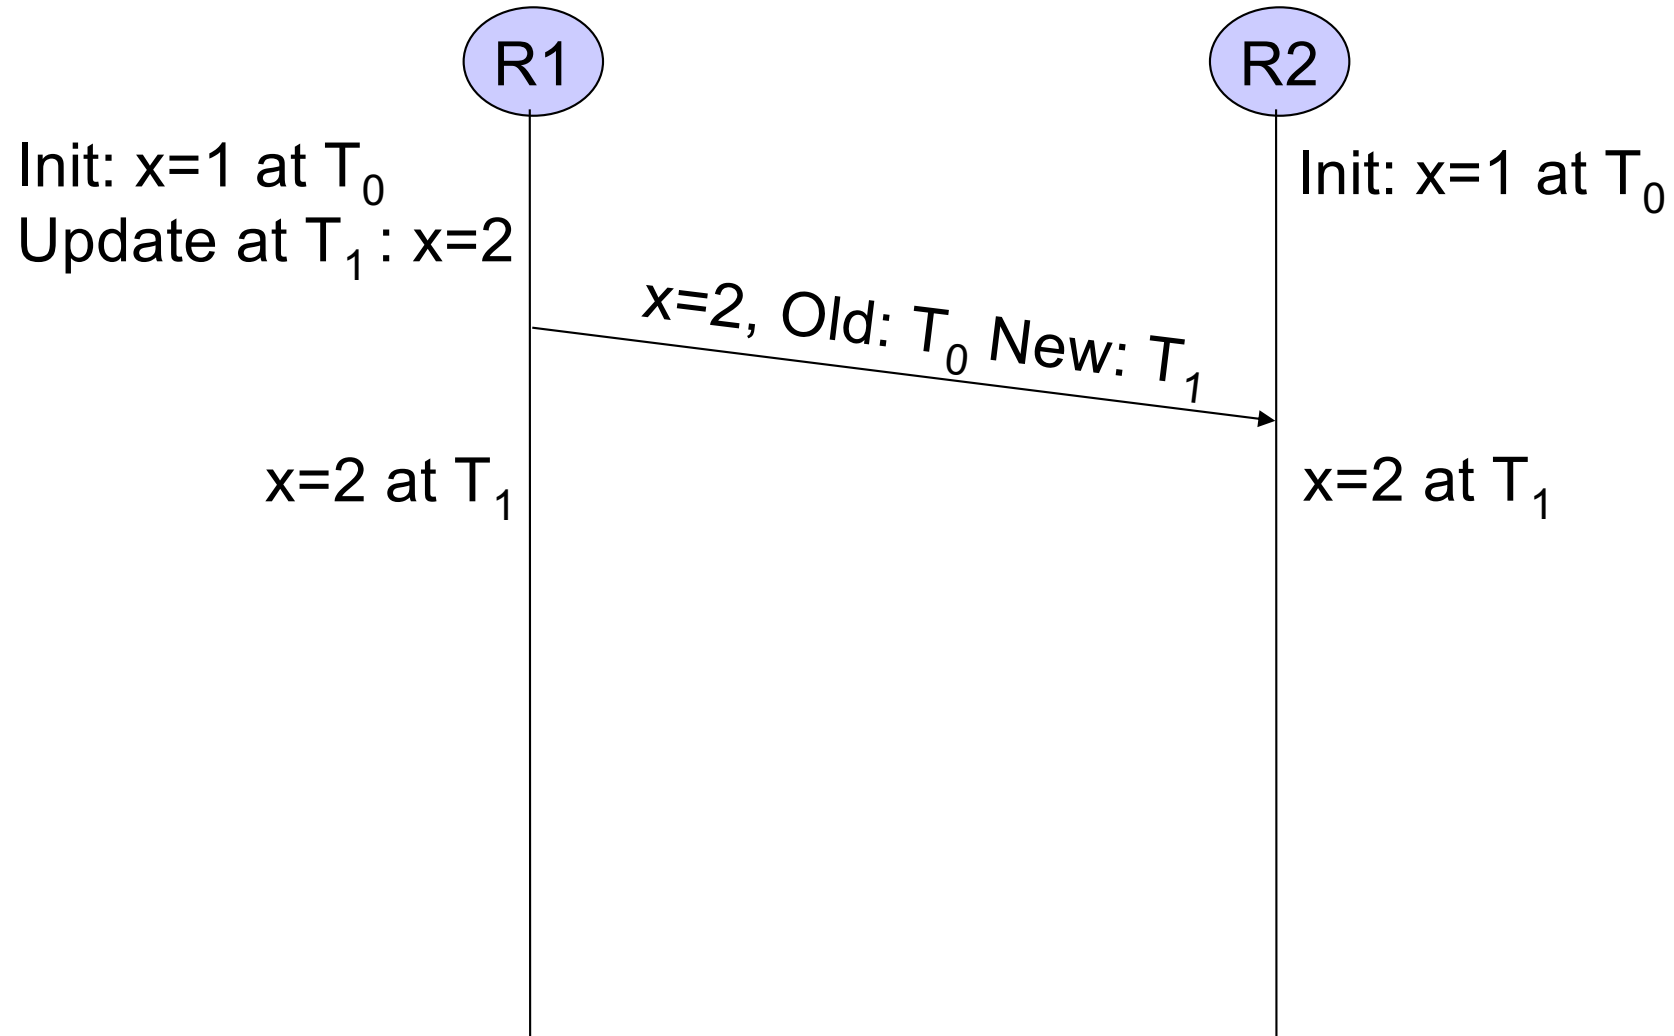 R1
R2
Init: x=1 at T₀
Update at T₁ : x=2
Init: x=1 at T₀
x=2, Old: T₀ New: T₁
x=2 at T₁
x=2 at T₁